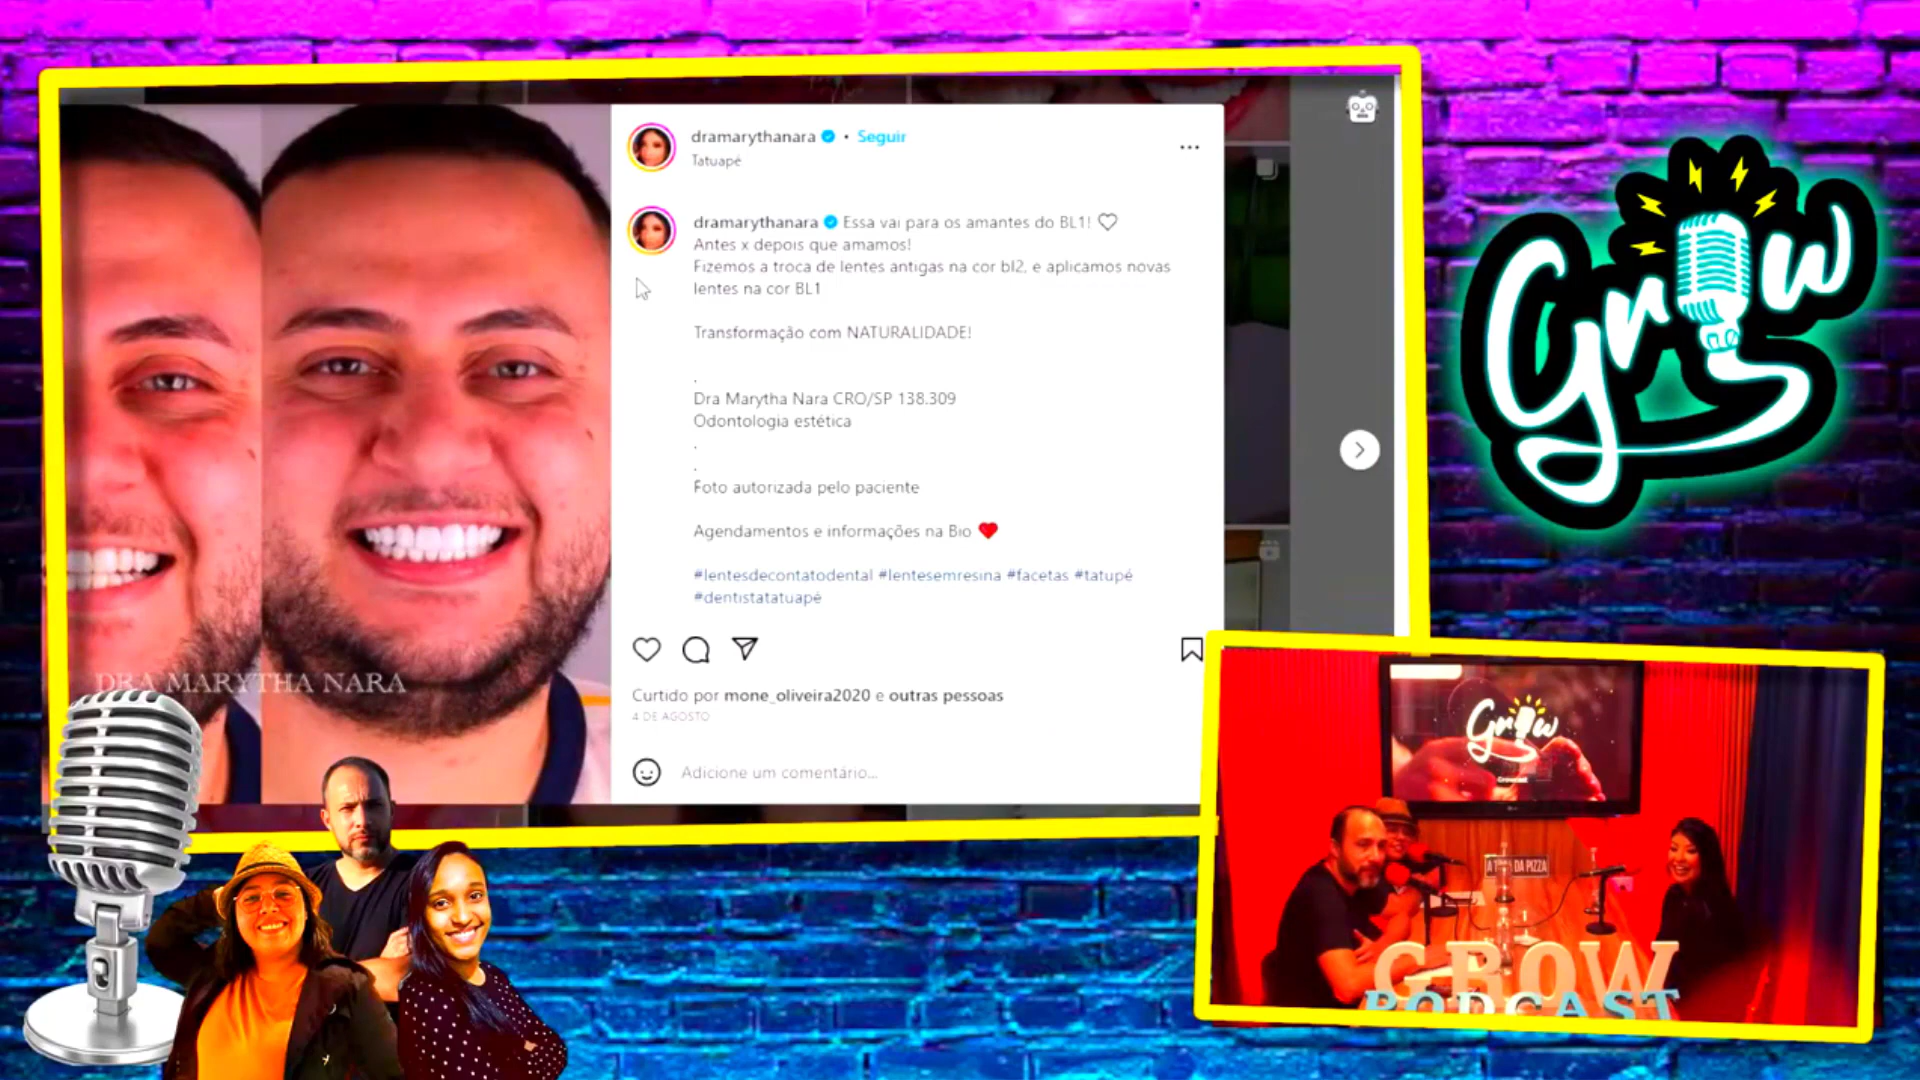 dramarythanara • Seguir
Tatuapé
dramarythanara Essa vai para os amantes do BL1!
Antes x depois que amamos!
Fizemos a troca de lentes antigas na cor bl2, e aplicamos novas
lentes na cor BL1
Transformação com NATURALIDADE!
.
Dra Marytha Nara CRO/SP 138.309
Odontologia estética
.
.
Foto autorizada pelo paciente
Agendamentos e informações na Bio
#lentesdecontatodental #lentesemresina #facetas #tatupé
#dentistatatuapé
Curtido por mone_oliveira2020 e outras pessoas
4 DE AGOSTO
Adicione um comentário...
DRA MARYTHA NARA
Grow
Grow
DA PIZZA
GROW
PODCAST